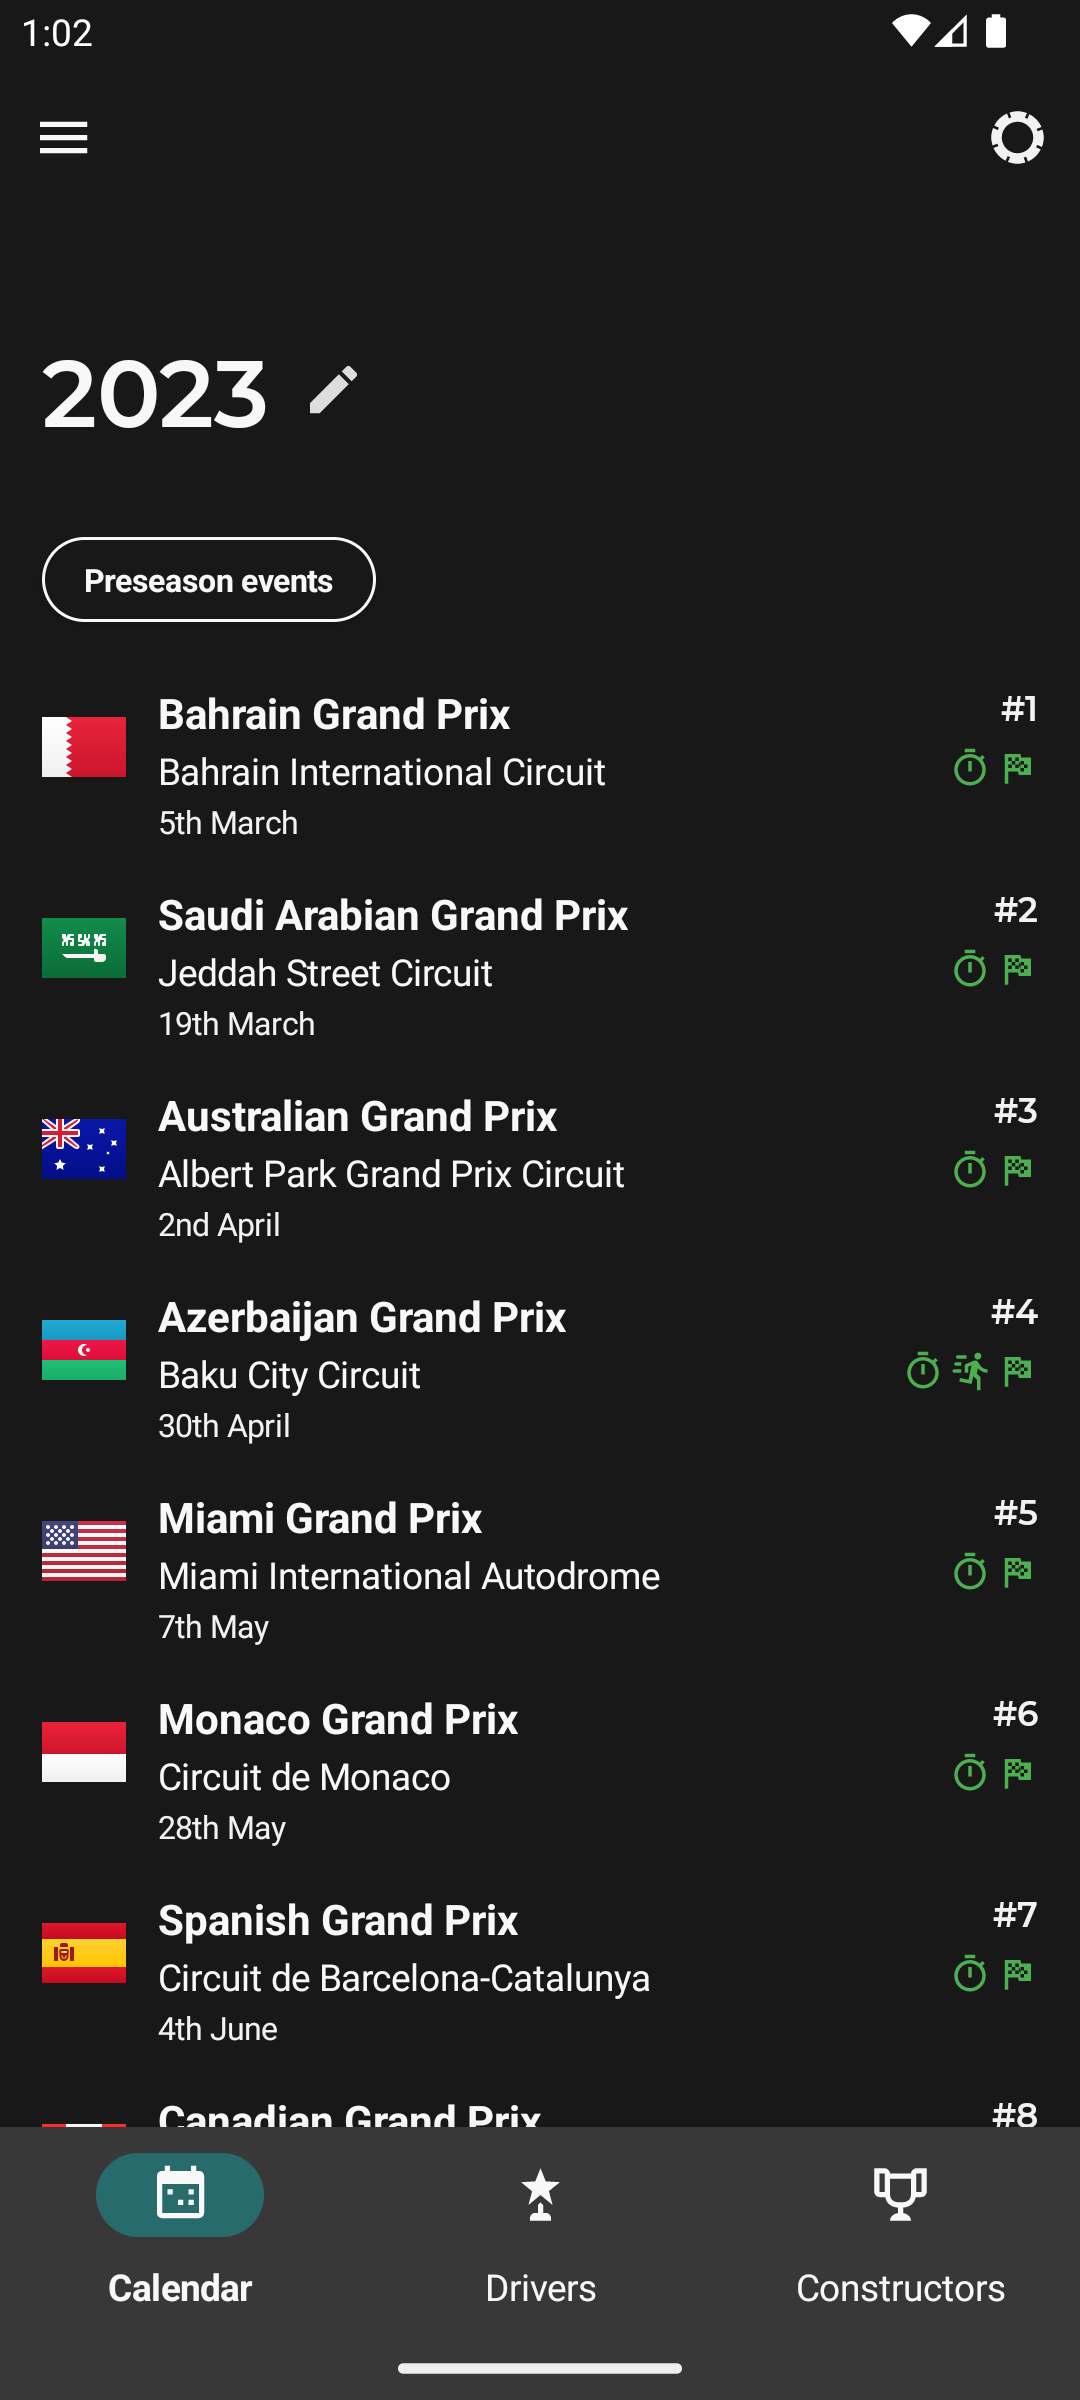 1:02
2023
Preseason events
Bahrain Grand Prix
#1
Bahrain International Circuit
5th March
Saudi Arabian Grand Prix
#2
Jeddah Street Circuit
19th March
Australian Grand Prix
#3
Albert Park Grand Prix Circuit
2nd April
Azerbaijan Grand Prix
#4
Baku City Circuit
30th April
Miami Grand Prix
#5
Miami International Autodrome
7th May
Monaco Grand Prix
#6
Circuit de Monaco
28th May
Spanish Grand Prix
#7
Circuit de Barcelona-Catalunya
4th June
Canadian Grand Prix
#8
Calendar
Drivers
Constructors